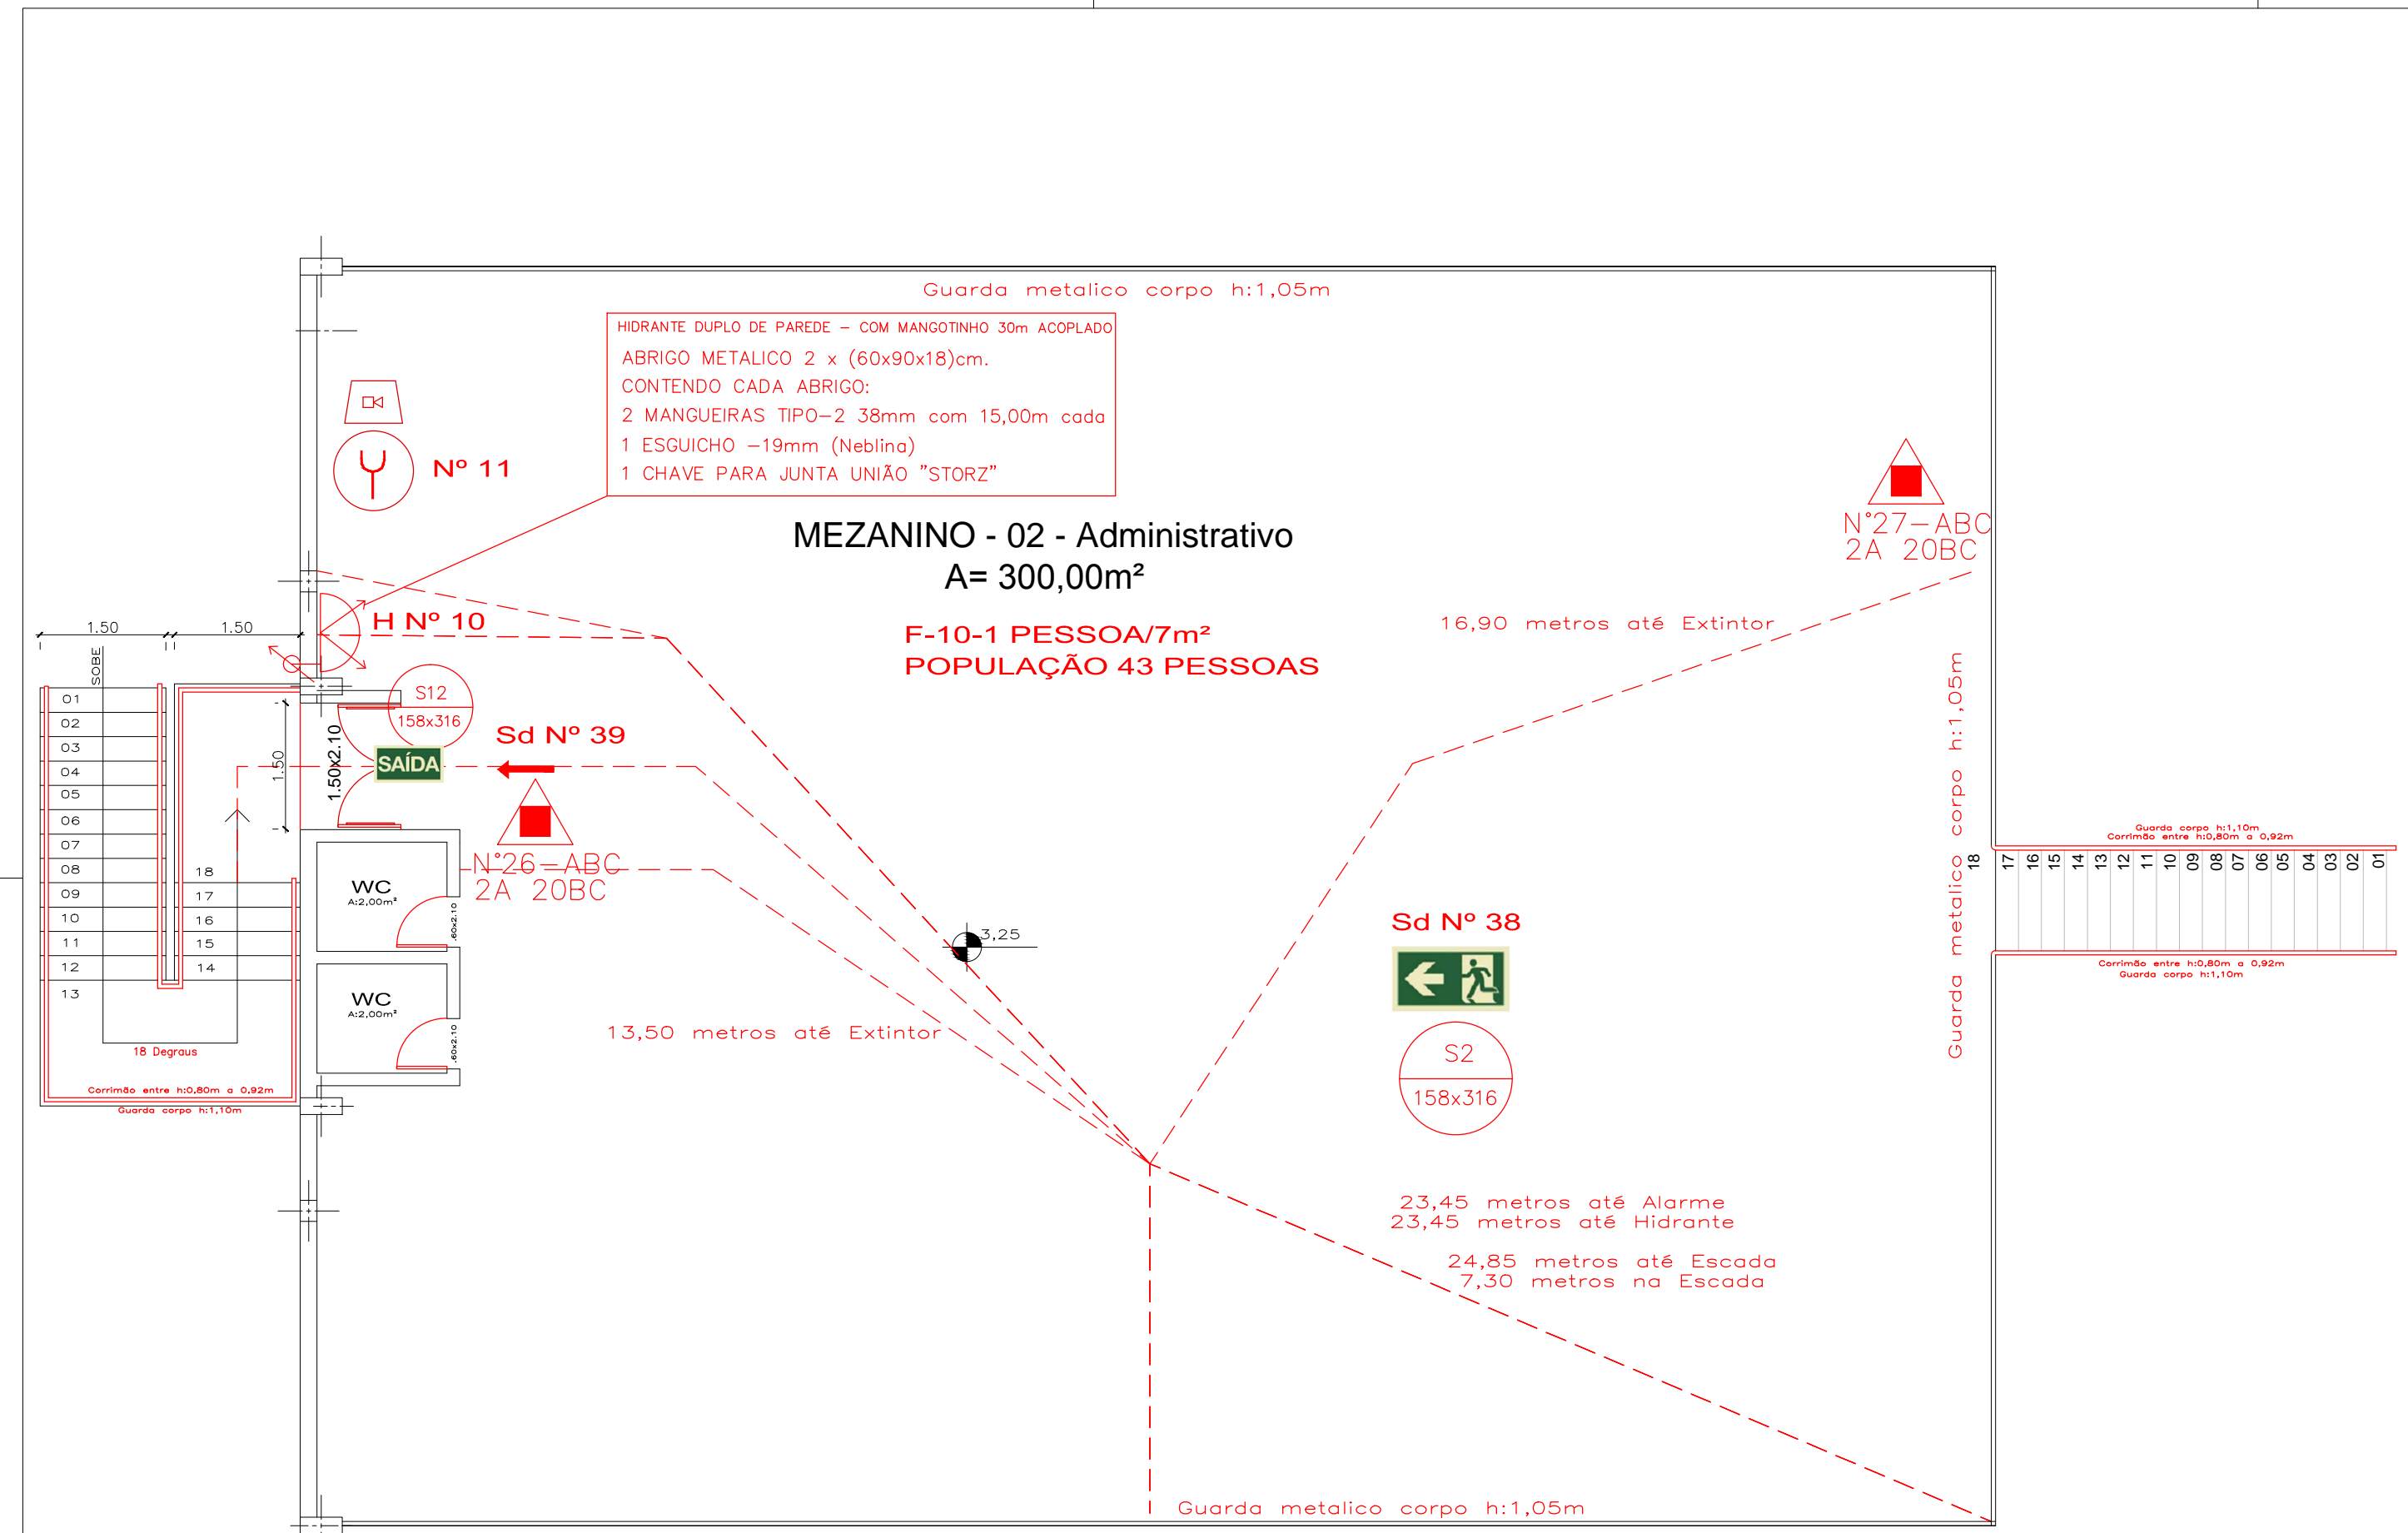 Guarda metalico corpo h:1,05m
HIDRANTE DUPLO DE PAREDE – COM MANGOTINHO 30m ACOPLADO
ABRIGO METALICO 2 x (60x90x18)cm.
CONTENDO CADA ABRIGO:
2 MANGUEIRAS TIPO–2 38mm com 15,00m cada
1 ESGUICHO –19mm (Neblina)
1 CHAVE PARA JUNTA UNIÃO "STORZ"
Nº 11
MEZANINO - 02 - Administrativo
A= 300,00m²
F-10-1 PESSOA/7m²
POPULAÇÃO 43 PESSOAS
N°27–ABC
2A 20BC
16,90 metros até Extintor
H Nº 10
1.50
1.50
SOBE
S12
158x316
Sd Nº 39
SAÍDA
1.50
1.50x2.10
N°26–ABC
2A 20BC
01
02
03
04
05
06
07
08
09
10
11
12
13
18
17
16
15
14
18 Degraus
Corrimão entre h:0,80m a 0,92m
Guarda corpo h:1,10m
WC
A:2,00m²
.60x2.10
WC
A:2,00m²
.60x2.10
3,25
13,50 metros até Extintor
Sd Nº 38
S2
158x316
23,45 metros até Alarme
23,45 metros até Hidrante
24,85 metros até Escada
7,30 metros na Escada
Guarda metalico corpo h:1,05m
Guarda corpo h:1,10m
Corrimão entre h:0,80m a 0,92m
18
17
16
15
14
13
12
11
10
09
08
07
06
05
04
03
02
01
Corrimão entre h:0,80m a 0,92m
Guarda corpo h:1,10m
Guarda metalico corpo h:1,05m